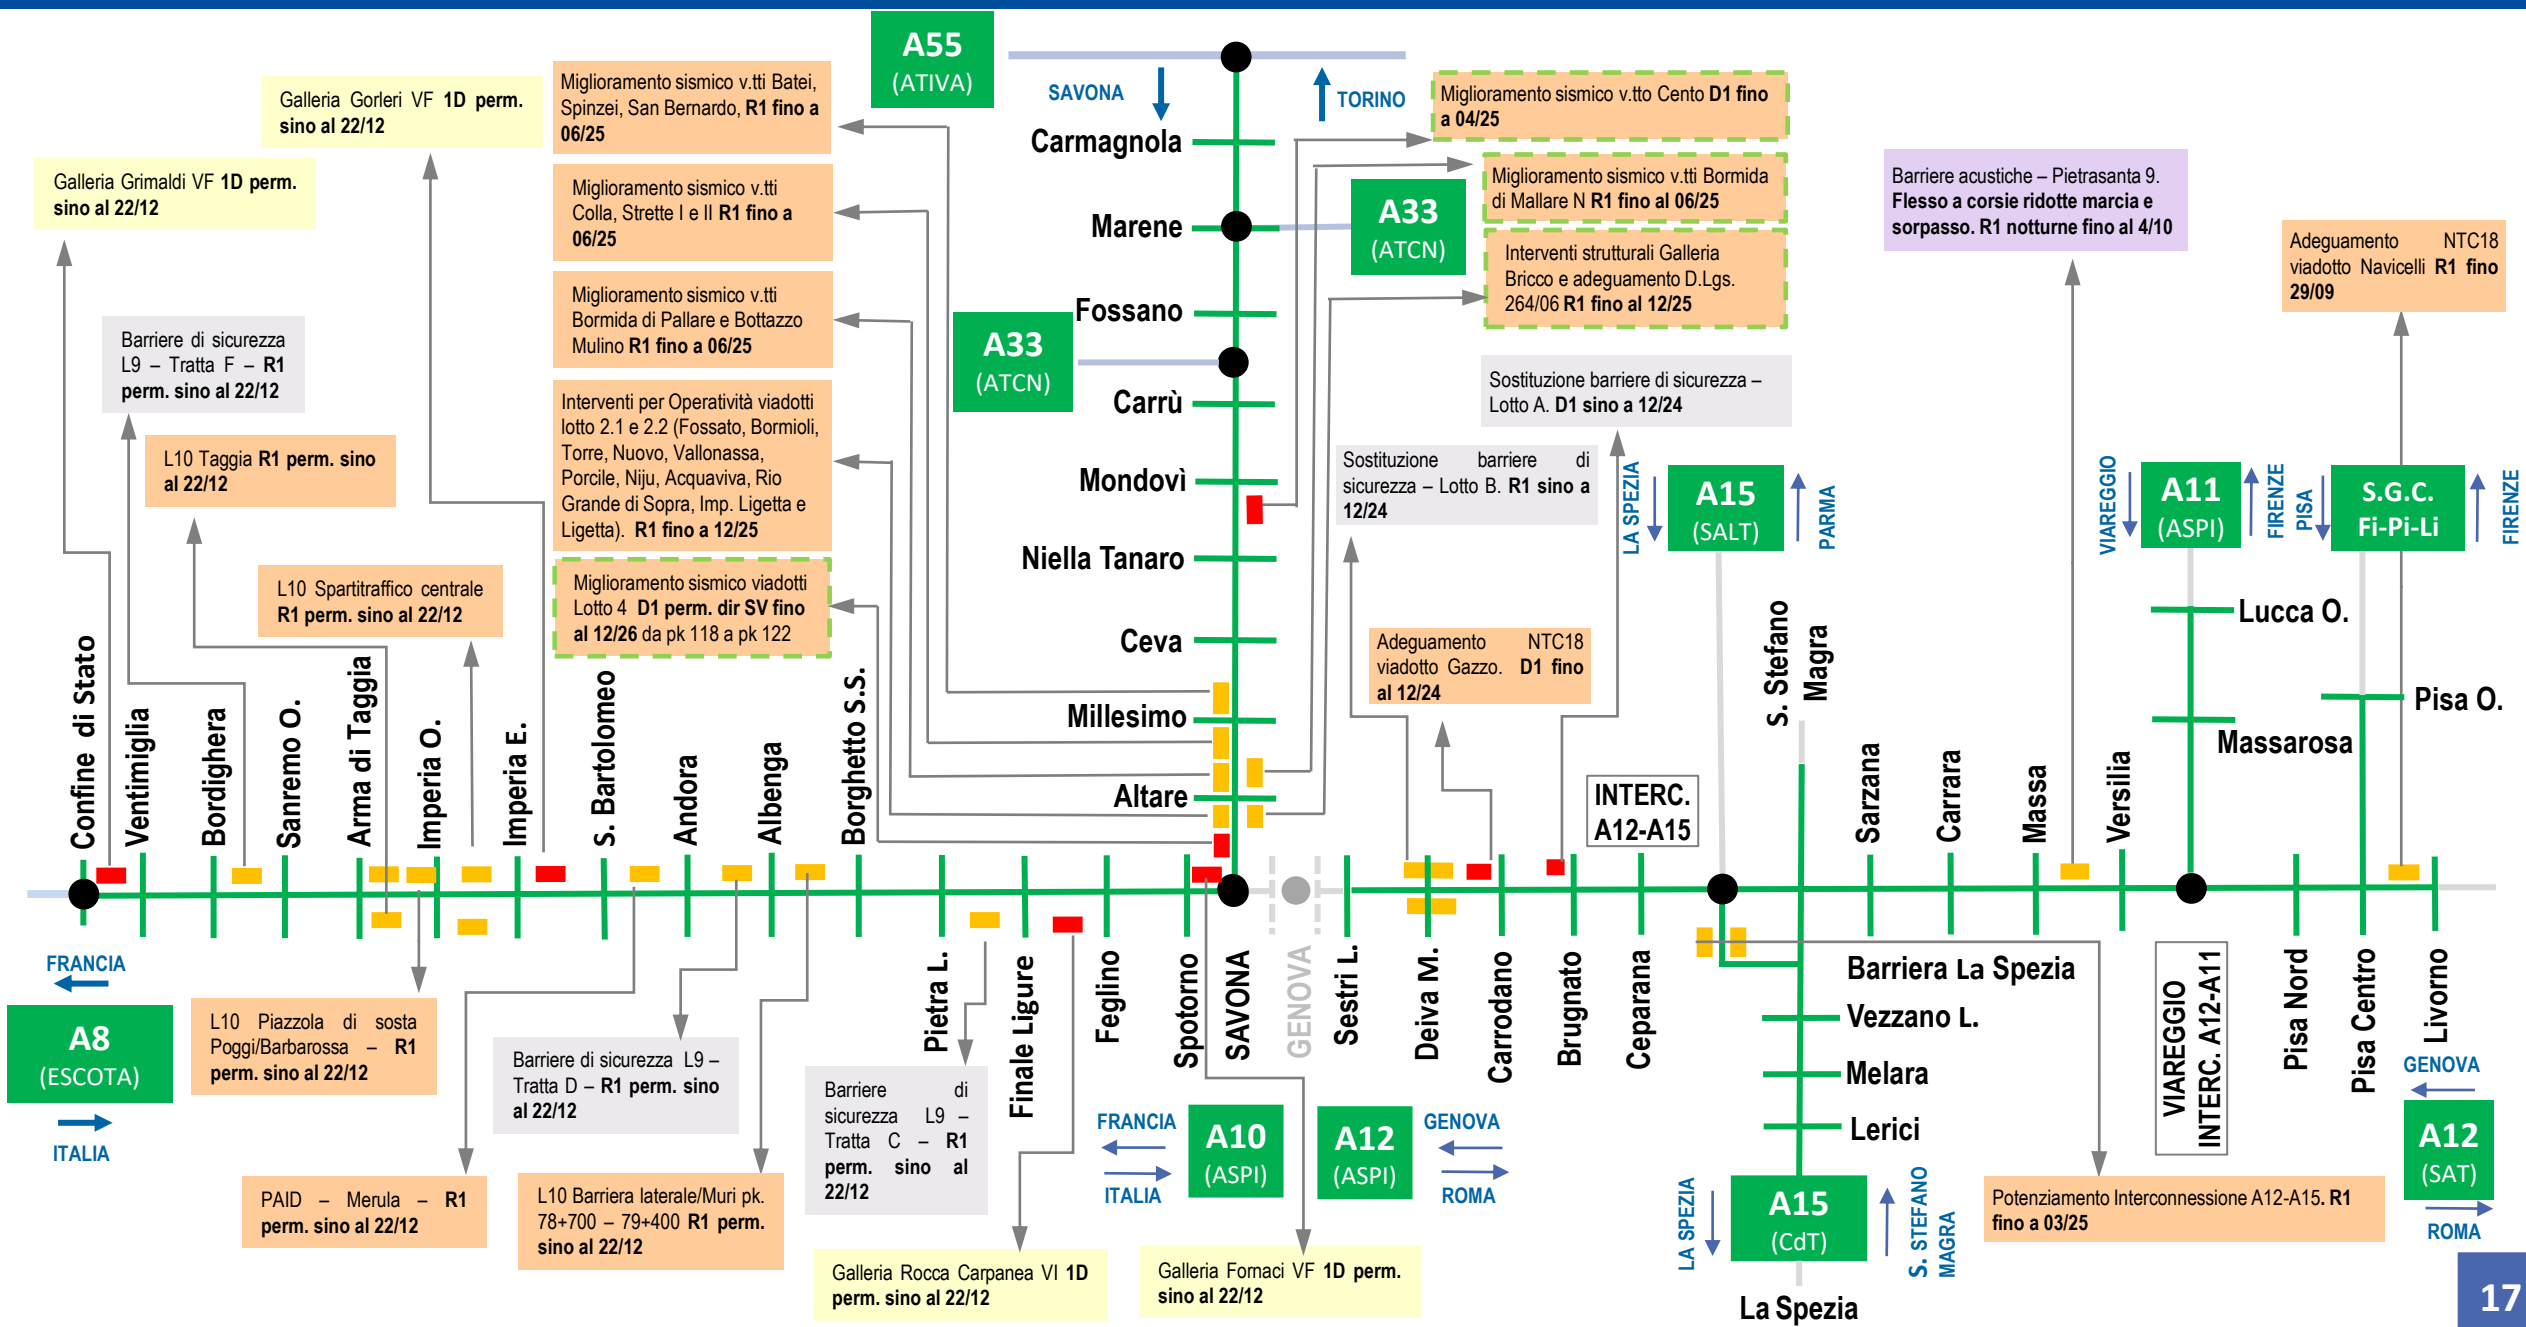 A55
(ATIVA)
SAVONA
TORINO
Galleria Gorleri VF 1D perm.
sino al 22/12
Miglioramento sismico v.tti Batei,
Spinzei, San Bernardo, R1 fino a
06/25
Miglioramento sismico v.tto Cento D1 fino
a 04/25
Galleria Grimaldi VF 1D perm.
sino al 22/12
Miglioramento sismico v.tti
Colla, Strette I e II R1 fino a
06/25
Miglioramento sismico v.tti Bormida
di Mallare N R1 fino al 06/25
Barriere acustiche – Pietrasanta 9.
Flesso a corsie ridotte marcia e
sorpasso. R1 notturne fino al 4/10
Interventi strutturali Galleria
Bricco e adeguamento D.Lgs.
264/06 R1 fino al 12/25
Adeguamento NTC18
viadotto Navicelli R1 fino
29/09
Miglioramento sismico v.tti
Bormida di Pallare e Bottazzo
Mulino R1 fino a 06/25
Barriere di sicurezza
L9 – Tratta F – R1
perm. sino al 22/12
L10 Taggia R1 perm. sino
al 22/12
Interventi per Operatività viadotti
lotto 2.1 e 2.2 (Fossato, Bormioli,
Torre, Nuovo, Vallonassa,
Porcile, Niju, Acquaviva, Rio
Grande di Sopra, Imp. Ligetta e
Ligetta). R1 fino a 12/25
L10 Spartitraffico centrale
R1 perm. sino al 22/12
Miglioramento sismico viadotti
Lotto 4 D1 perm. dir SV fino
al 12/26 da pk 118 a pk 122
Sostituzione barriere di sicurezza –
Lotto A. D1 sino a 12/24
Sostituzione barriere di
sicurezza – Lotto B. R1 sino a
12/24
Adeguamento NTC18
viadotto Gazzo. D1 fino
al 12/24
A33
(ATCN)
A33
(ATCN)
Carmagnola
Marene
Fossano
Carrù
Mondovì
Niella Tanaro
Ceva
Millesimo
Altare
LA SPEZIA
A15
(SALT)
PARMA
VIAREGGIO
A11
(ASPI)
FIRENZE
PISA
S.G.C.
Fi-Pi-Li
FIRENZE
Lucca O.
Massarosa
Pisa O.
Confine di Stato
Ventimiglia
Bordighera
Sanremo O.
Arma di Taggia
Imperia O.
Imperia E.
S. Bartolomeo
Andora
Albenga
Borghetto S.S.
Pietra L.
Finale Ligure
Feglino
Spotorno
SAVONA
GENOVA
Sestri L.
Deiva M.
Carrodano
Brugnato
Ceparana
INTERC.
A12-A15
S. Stefano
Magra
Sarzana
Carrara
Massa
Versilia
VIAREGGIO
INTERC. A12-A11
Pisa Nord
Pisa Centro
Livorno
Barriera La Spezia
Vezzano L.
Melara
Lerici
FRANCIA
A8
(ESCOTA)
ITALIA
L10 Piazzola di sosta
Poggi/Barbarossa – R1
perm. sino al 22/12
PAID – Merula – R1
perm. sino al 22/12
Barriere di sicurezza L9 –
Tratta D – R1 perm. sino
al 22/12
L10 Barriera laterale/Muri pk.
78+700 – 79+400 R1 perm.
sino al 22/12
Barriere di
sicurezza L9 –
Tratta C – R1
perm. sino al
22/12
Galleria Rocca Carpanea VI 1D
perm. sino al 22/12
Galleria Fornaci VF 1D perm.
sino al 22/12
FRANCIA
ITALIA
A10
(ASPI)
A12
(ASPI)
GENOVA
ROMA
LA SPEZIA
A15
(CdT)
S. STEFANO
MAGRA
La Spezia
Potenziamento Interconnessione A12-A15. R1
fino a 03/25
GENOVA
A12
(SAT)
ROMA
17